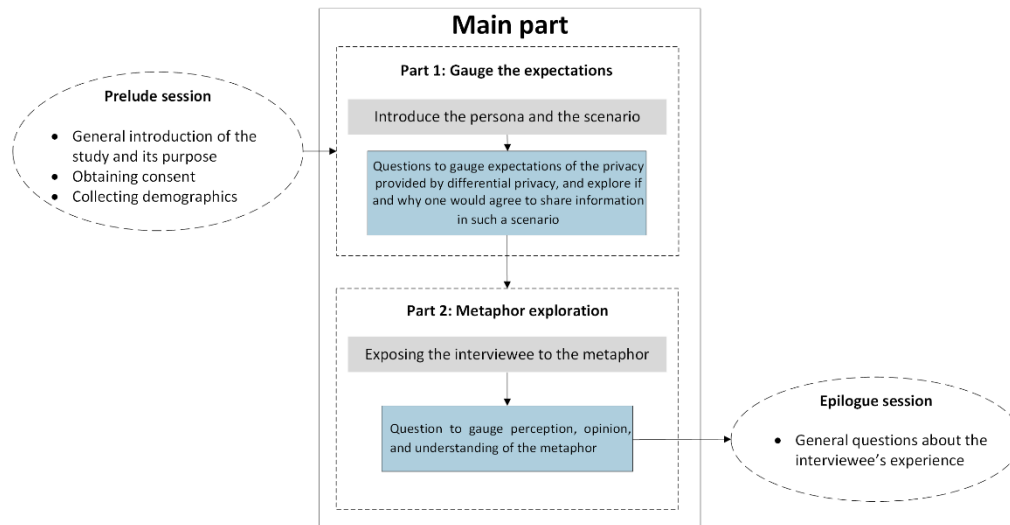 Main part
Prelude session
● General introduction of the
study and its purpose
● Obtaining consent
● Collecting demographics
Part 1: Gauge the expectations
Introduce the persona and the scenario
Questions to gauge expectations of the privacy
provided by differential privacy, and explore if
and why one would agree to share information
in such a scenario
Part 2: Metaphor exploration
Exposing the interviewee to the metaphor
Question to gauge perception, opinion,
and understanding of the metaphor
Epilogue session
● General questions about the
interviewee's experience